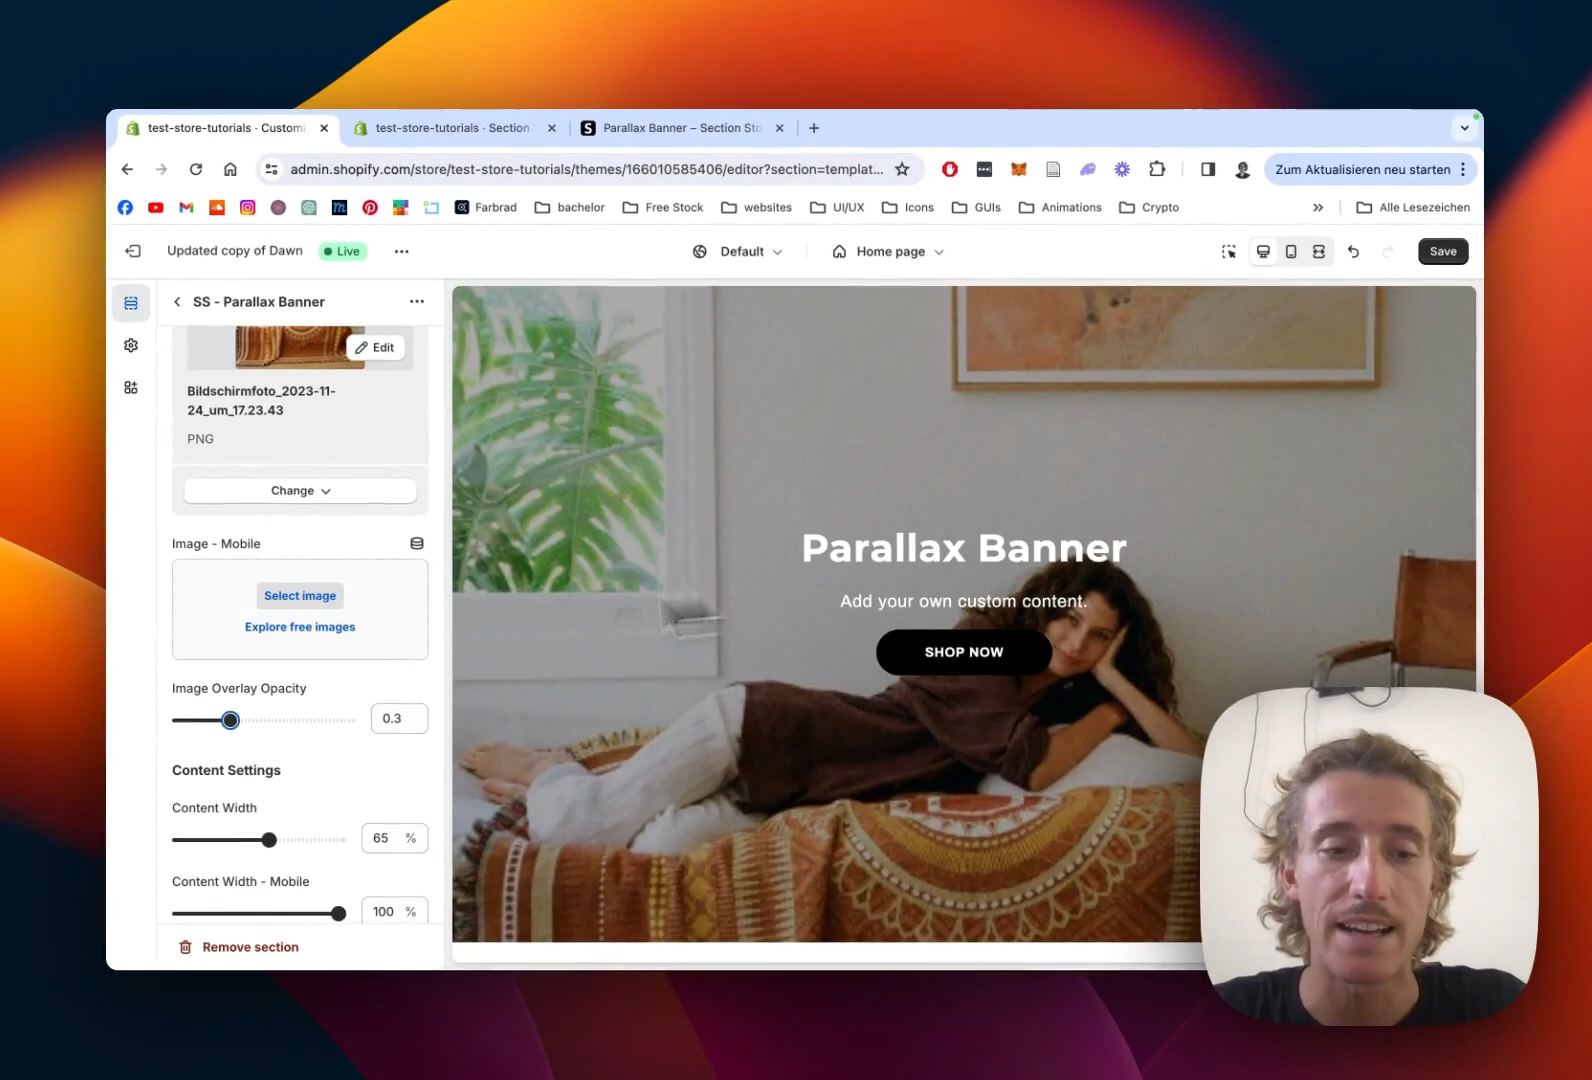 test-store-tutorials · Customi
test-store-tutorials · Section
Parallax Banner – Section Sto
admin.shopify.com/store/test-store-tutorials/themes/166010585406/editor?section=templat...
Zum Aktualisieren neu starten
Farbrad
bachelor
Free Stock
websites
UI/UX
Icons
GUIs
Animations
Crypto
»
Alle Lesezeichen
Updated copy of Dawn
Live
Default
Home page
Save
SS - Parallax Banner
Edit
Bildschirmfoto_2023-11-
24_um_17.23.43
PNG
Change
Image - Mobile
Select image
Explore free images
Image Overlay Opacity
0.3
Content Settings
Content Width
65 %
Content Width - Mobile
100 %
Remove section
Parallax Banner
Add your own custom content.
SHOP NOW